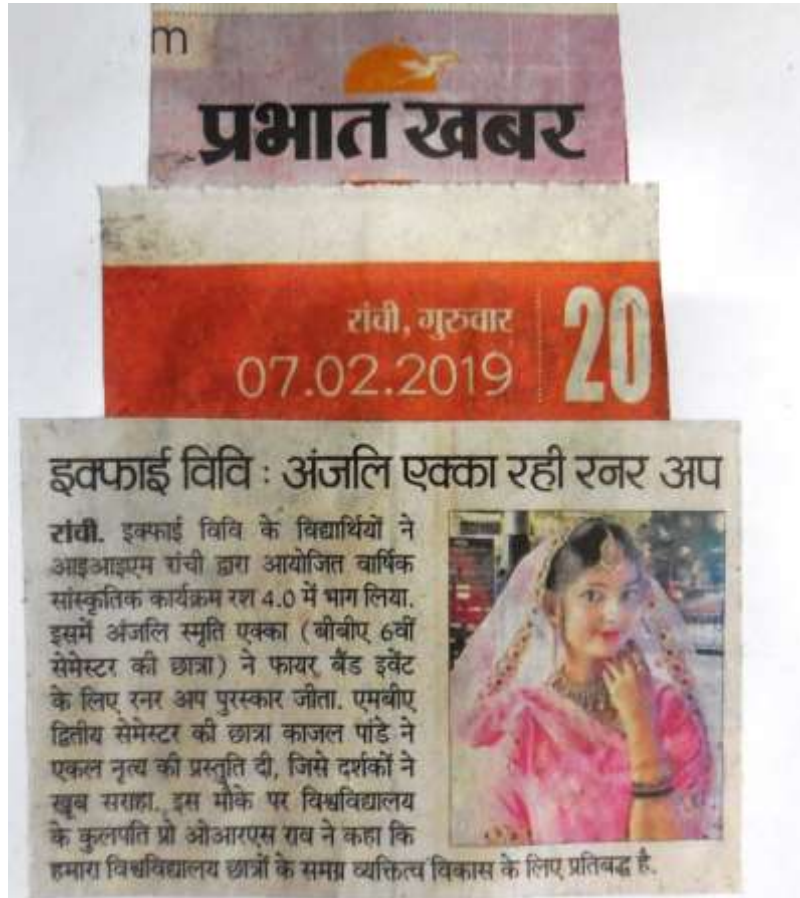 m
प्रभात खबर
रांची, गुरुवार
07.02.2019
20
इक्फाई विवि : अंजलि एक्का रही रनर अप
रांची. इक्फाई विवि के विद्यार्थियों ने
आइआइएम रांची द्वारा आयोजित वार्षिक
सांस्कृतिक कार्यक्रम रश 4.0 में भाग लिया.
इसमें अंजलि स्मृति एक्का (बीबीए 6वीं
सेमेस्टर की छात्रा) ने फायर बैंड इवेंट
के लिए रनर अप पुरस्कार जीता. एमबीए
द्वितीय सेमेस्टर की छात्रा काजल पांडे ने
एकल नृत्य की प्रस्तुति दी, जिसे दर्शकों ने
खूब सराहा. इस मौके पर विश्वविद्यालय
के कुलपति प्रो ओआरएस राव ने कहा कि
हमारा विश्वविद्यालय छात्रों के समग्र व्यक्तित्व विकास के लिए प्रतिबद्ध है.